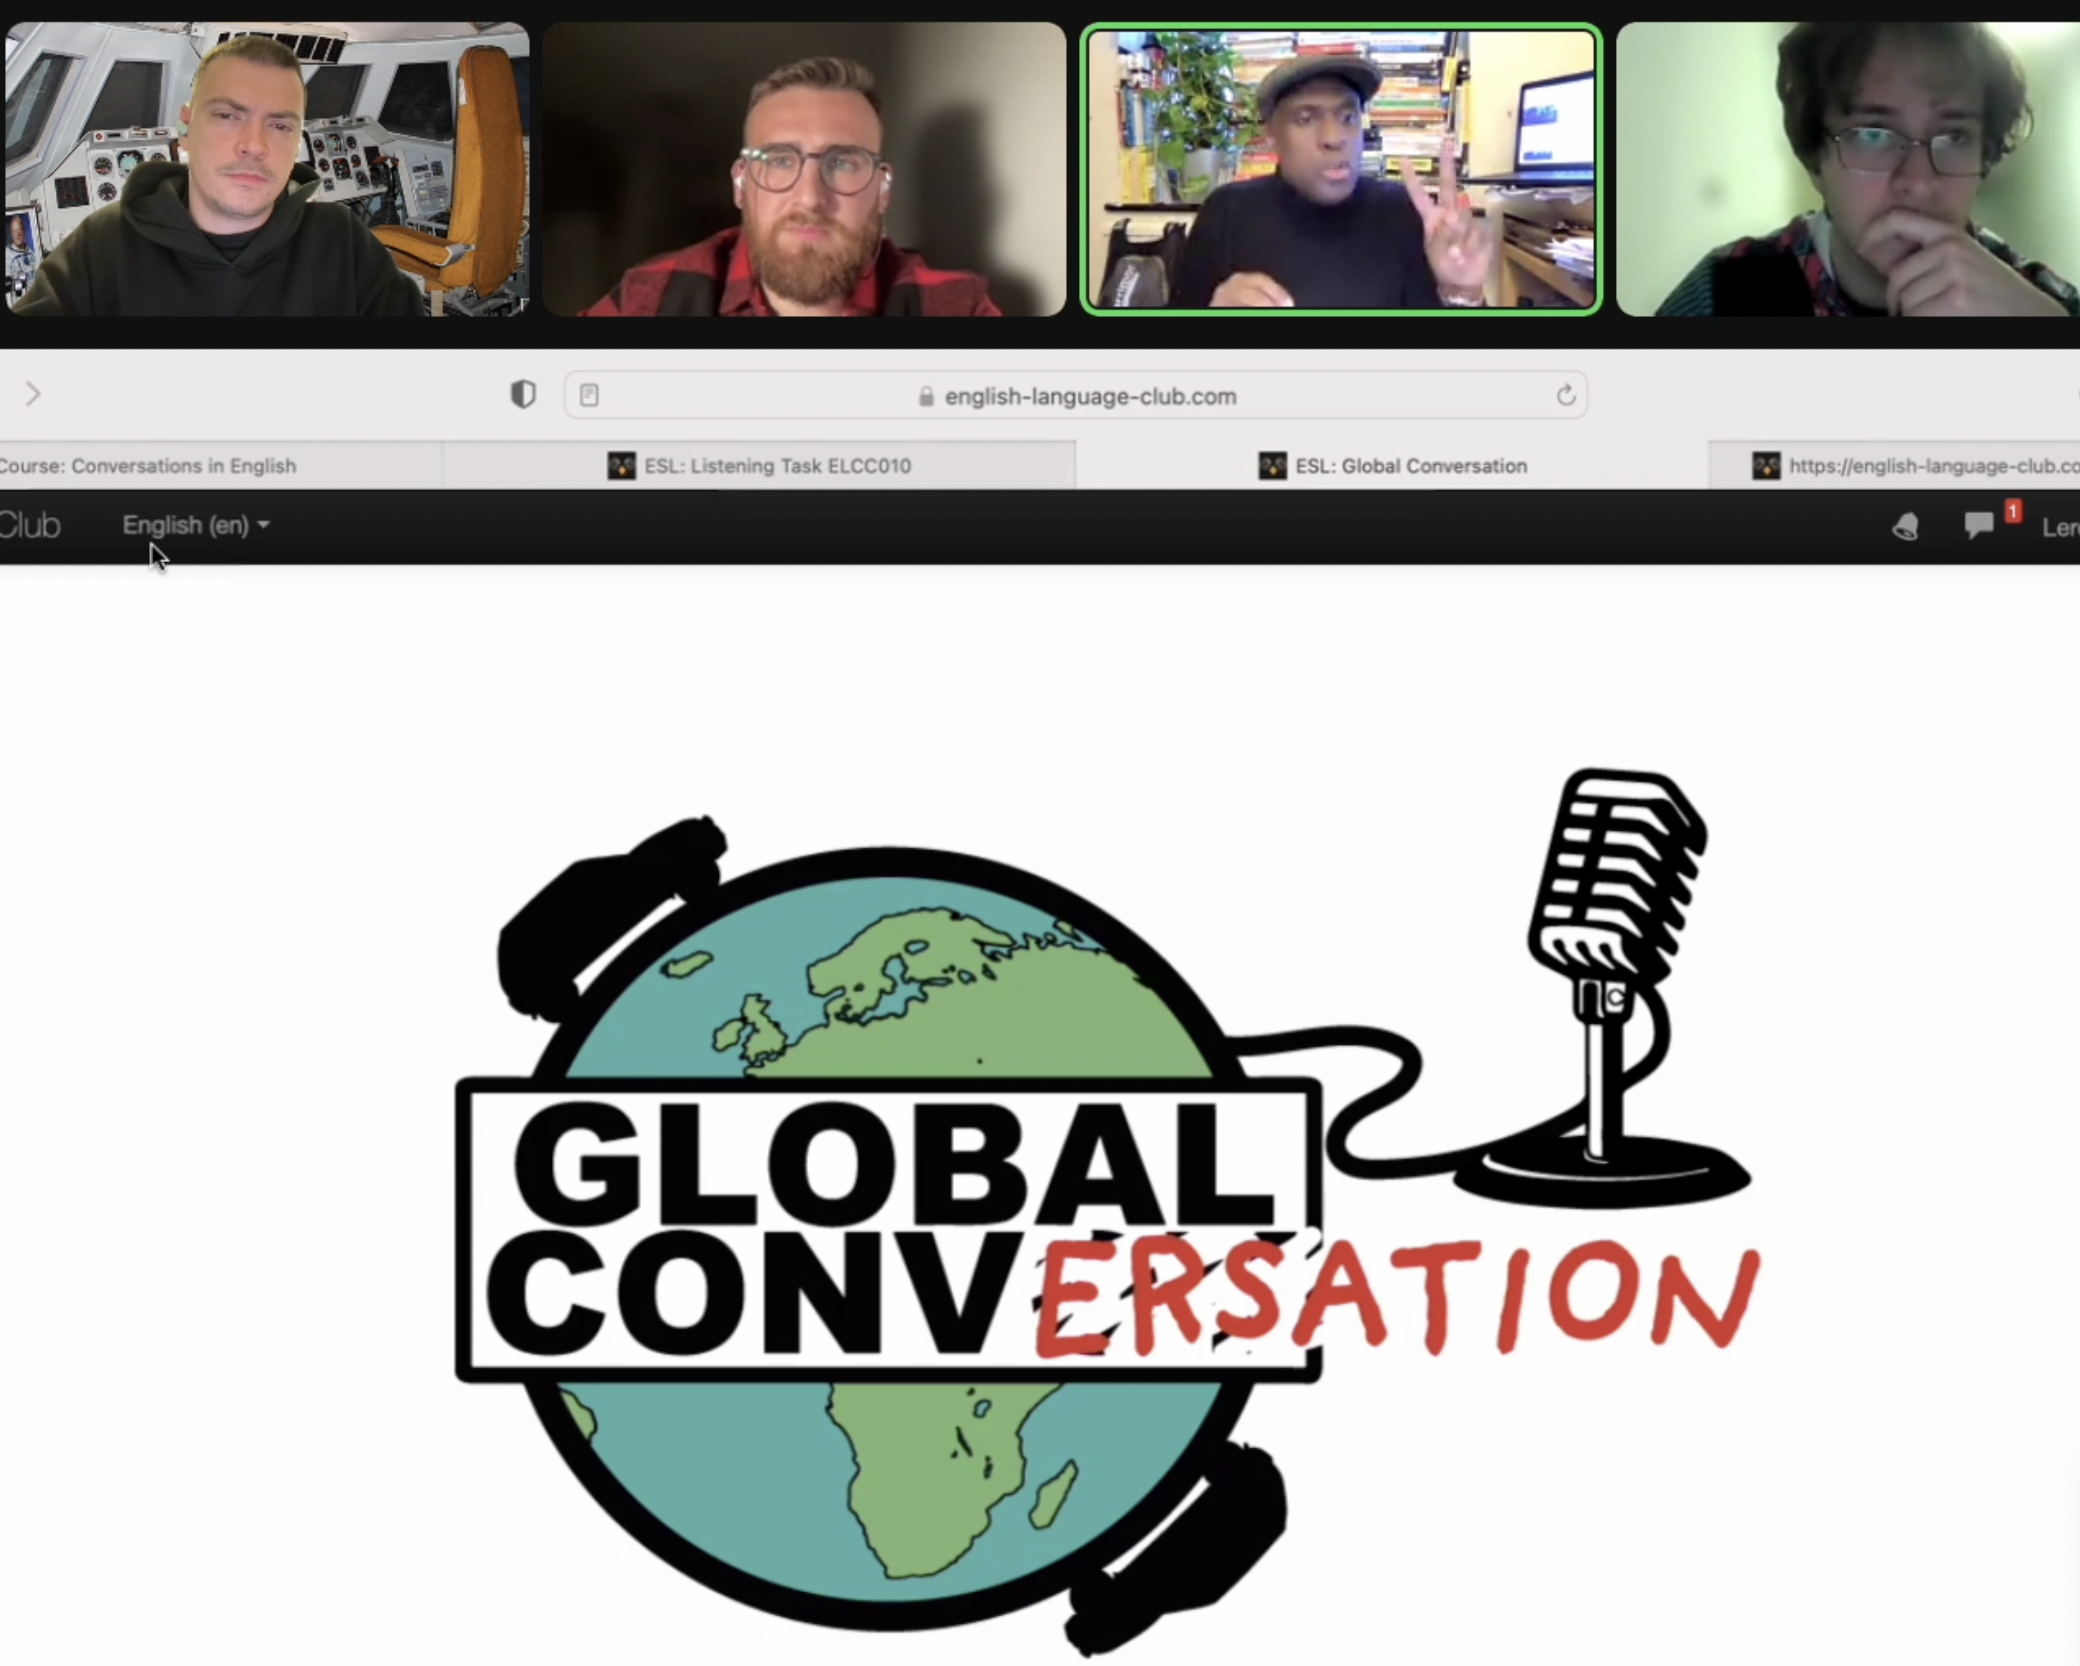 english-language-club.com
Course: Conversations in English
ESL: Listening Task ELCC010
ESL: Global Conversation
https://english-language-club.co
Club
English (en)
1
Ler
GLOBAL
CONVERSATION